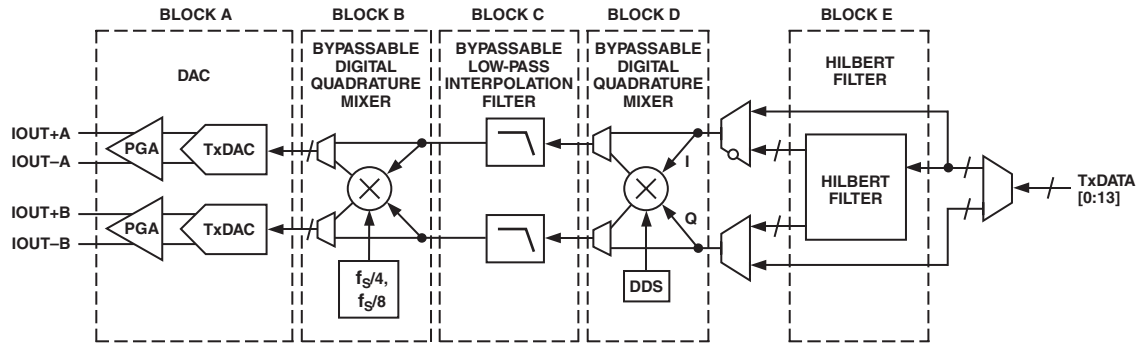 BLOCK A
BLOCK B
BLOCK C
BLOCK D
BLOCK E
DAC
BYPASSABLE
DIGITAL
QUADRATURE
MIXER
BYPASSABLE
LOW-PASS
INTERPOLATION
FILTER
BYPASSABLE
DIGITAL
QUADRATURE
MIXER
HILBERT
FILTER
IOUT+A
IOUT–A
PGA
TxDAC
IOUT+B
IOUT–B
PGA
TxDAC
fS/4,
fS/8
I
Q
DDS
HILBERT
FILTER
TxDATA
[0:13]